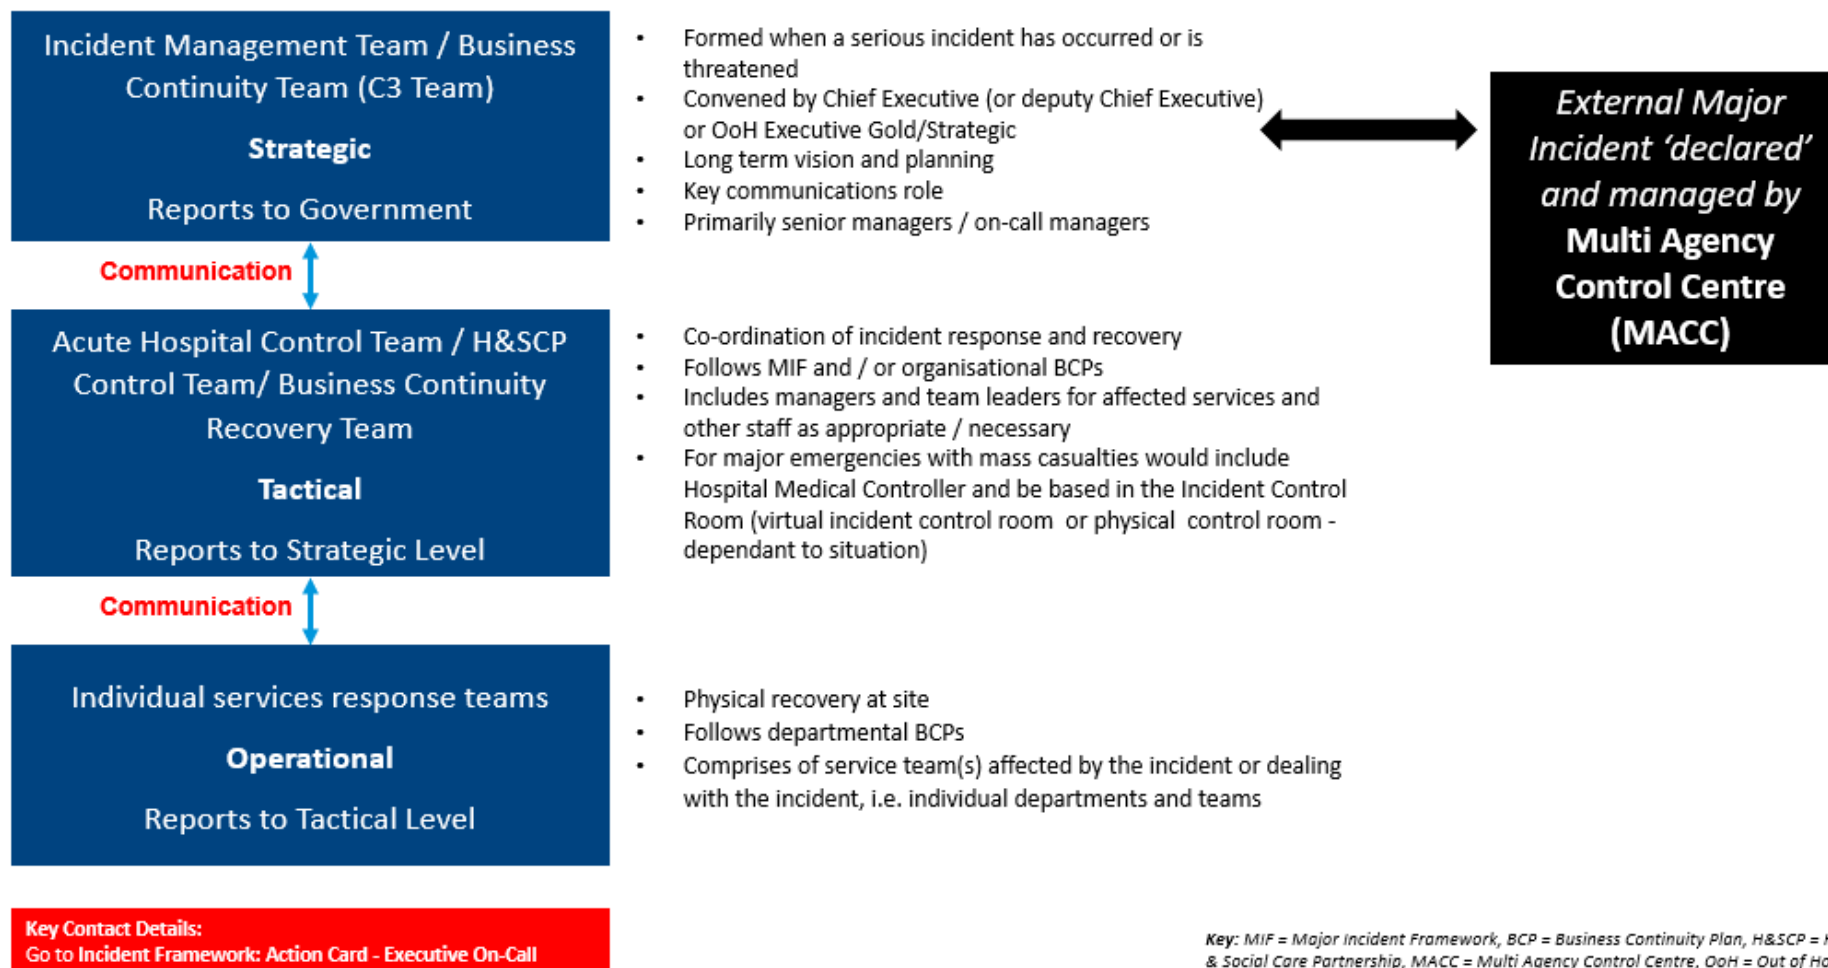 Incident Management Team / Business
Continuity Team (C3 Team)
Strategic
Reports to Government
• Formed when a serious incident has occurred or is
threatened
• Convened by Chief Executive (or deputy Chief Executive)
or OoH Executive Gold/Strategic
• Long term vision and planning
• Key communications role
• Primarily senior managers / on-call managers
External Major
Incident ‘declared’
and managed by
Multi Agency
Control Centre
(MACC)
Communication
Acute Hospital Control Team / H&SCP
Control Team/ Business Continuity
Recovery Team
Tactical
Reports to Strategic Level
• Co-ordination of incident response and recovery
• Follows MIF and / or organisational BCPs
• Includes managers and team leaders for affected services and
other staff as appropriate / necessary
• For major emergencies with mass casualties would include
Hospital Medical Controller and be based in the Incident Control
Room (virtual incident control room or physical control room -
dependant to situation)
Communication
Individual services response teams
Operational
Reports to Tactical Level
• Physical recovery at site
• Follows departmental BCPs
• Comprises of service team(s) affected by the incident or dealing
with the incident, i.e. individual departments and teams
Key Contact Details:
Go to Incident Framework: Action Card - Executive On-Call
Key: MIF = Major Incident Framework, BCP = Business Continuity Plan, H&SCP =
& Social Care Partnership, MACC = Multi Agency Control Centre, OoH = Out of